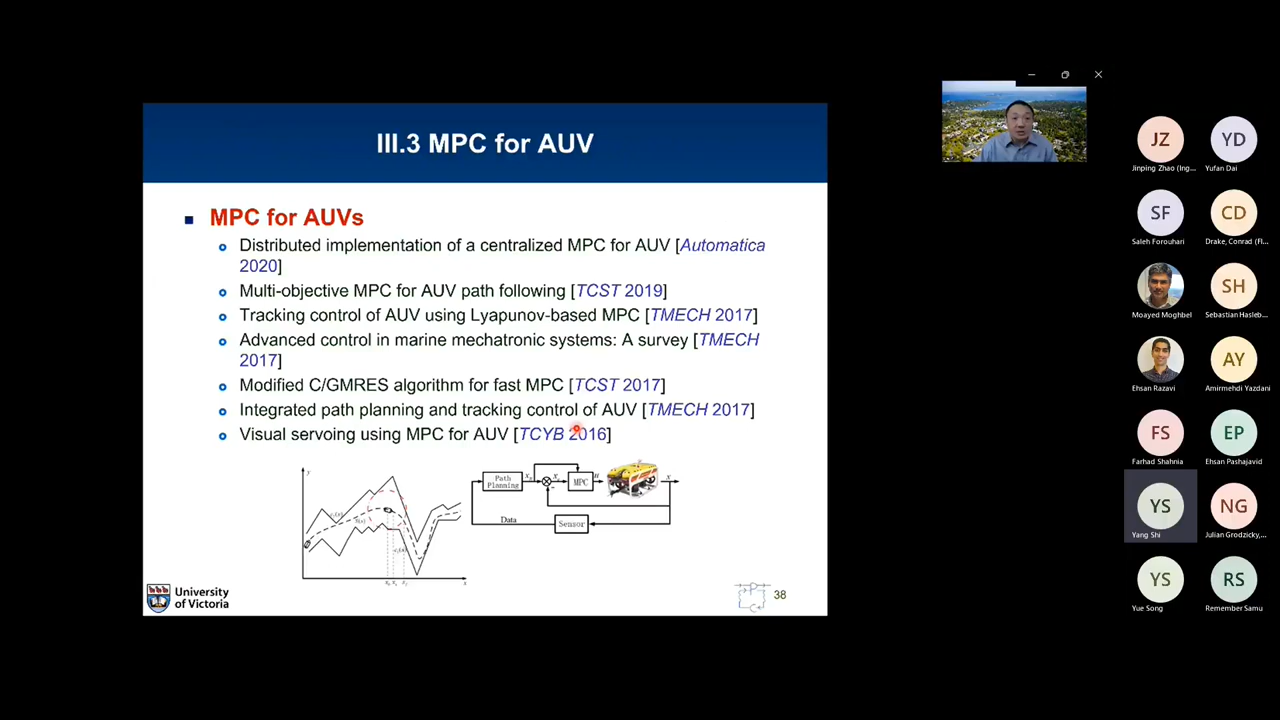 III.3 MPC for AUV
MPC for AUVs
Distributed implementation of a centralized MPC for AUV [Automatica
2020]
Multi-objective MPC for AUV path following [TCST 2019]
Tracking control of AUV using Lyapunov-based MPC [TMECH 2017]
Advanced control in marine mechatronic systems: A survey [TMECH
2017]
Modified C/GMRES algorithm for fast MPC [TCST 2017]
Integrated path planning and tracking control of AUV [TMECH 2017]
Visual servoing using MPC for AUV [TCYB 2016]
y
x
Path
Planning
MPC
x
Data
Sensor
University
of Victoria
38
JZ
YD
Jinping Zhao (Ing...
Yufan Dai
SF
CD
Saleh Forouhari
Drake, Conrad (Fl...
SH
Moayed Moghbel
Sebastian Hasleb...
AY
Ehsan Razavi
Amirmehdi Yazdani
FS
EP
Farhad Shahnia
Ehsan Pashajavid
YS
NG
Yang Shi
Julian Grodzicky,...
YS
RS
Yue Song
Remember Samu